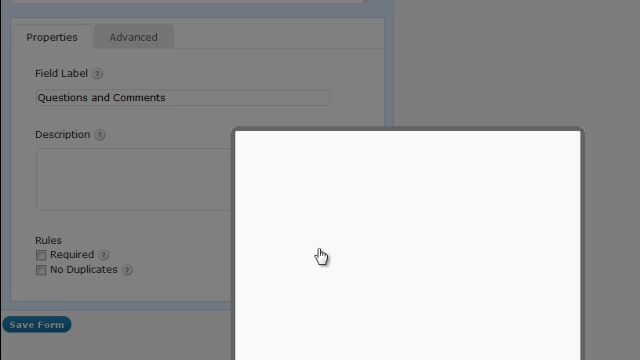 Properties
Advanced
Field Label ?
Questions and Comments
Description ?
Rules
Required ?
No Duplicates ?
Save Form